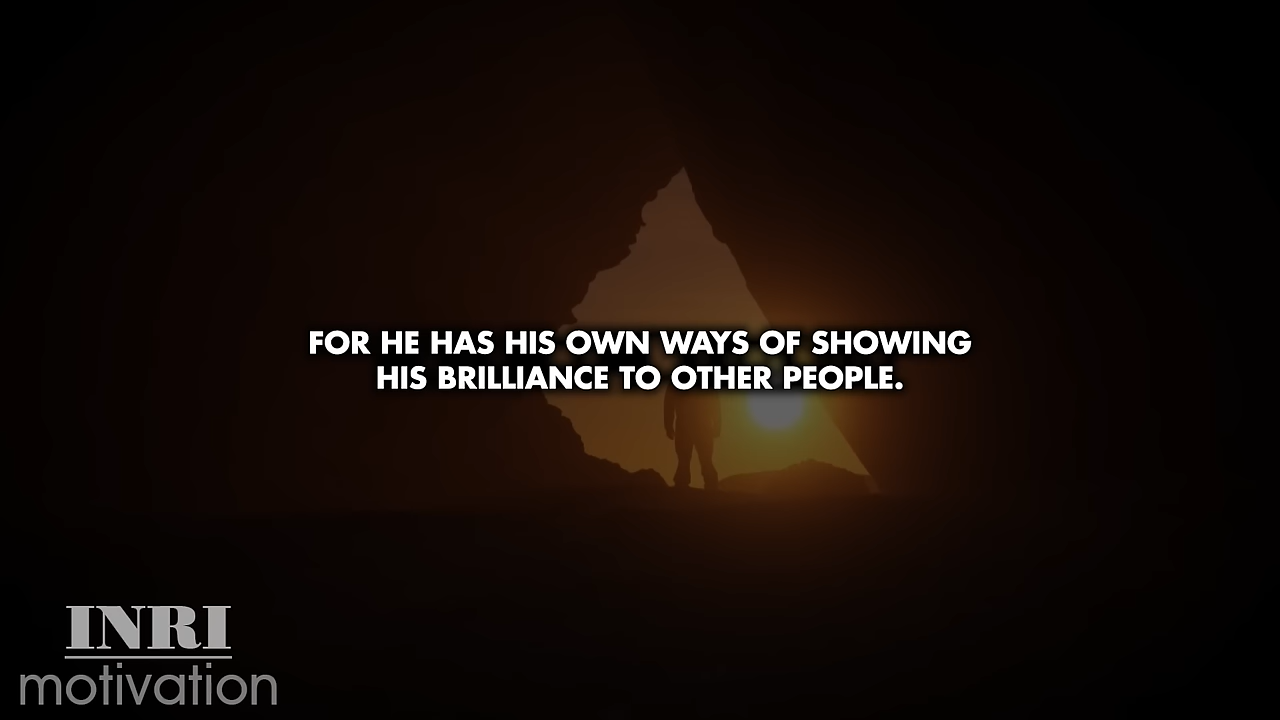 FOR HE HAS HIS OWN WAYS OF SHOWING
HIS BRILLIANCE TO OTHER PEOPLE.
INRI
motivation